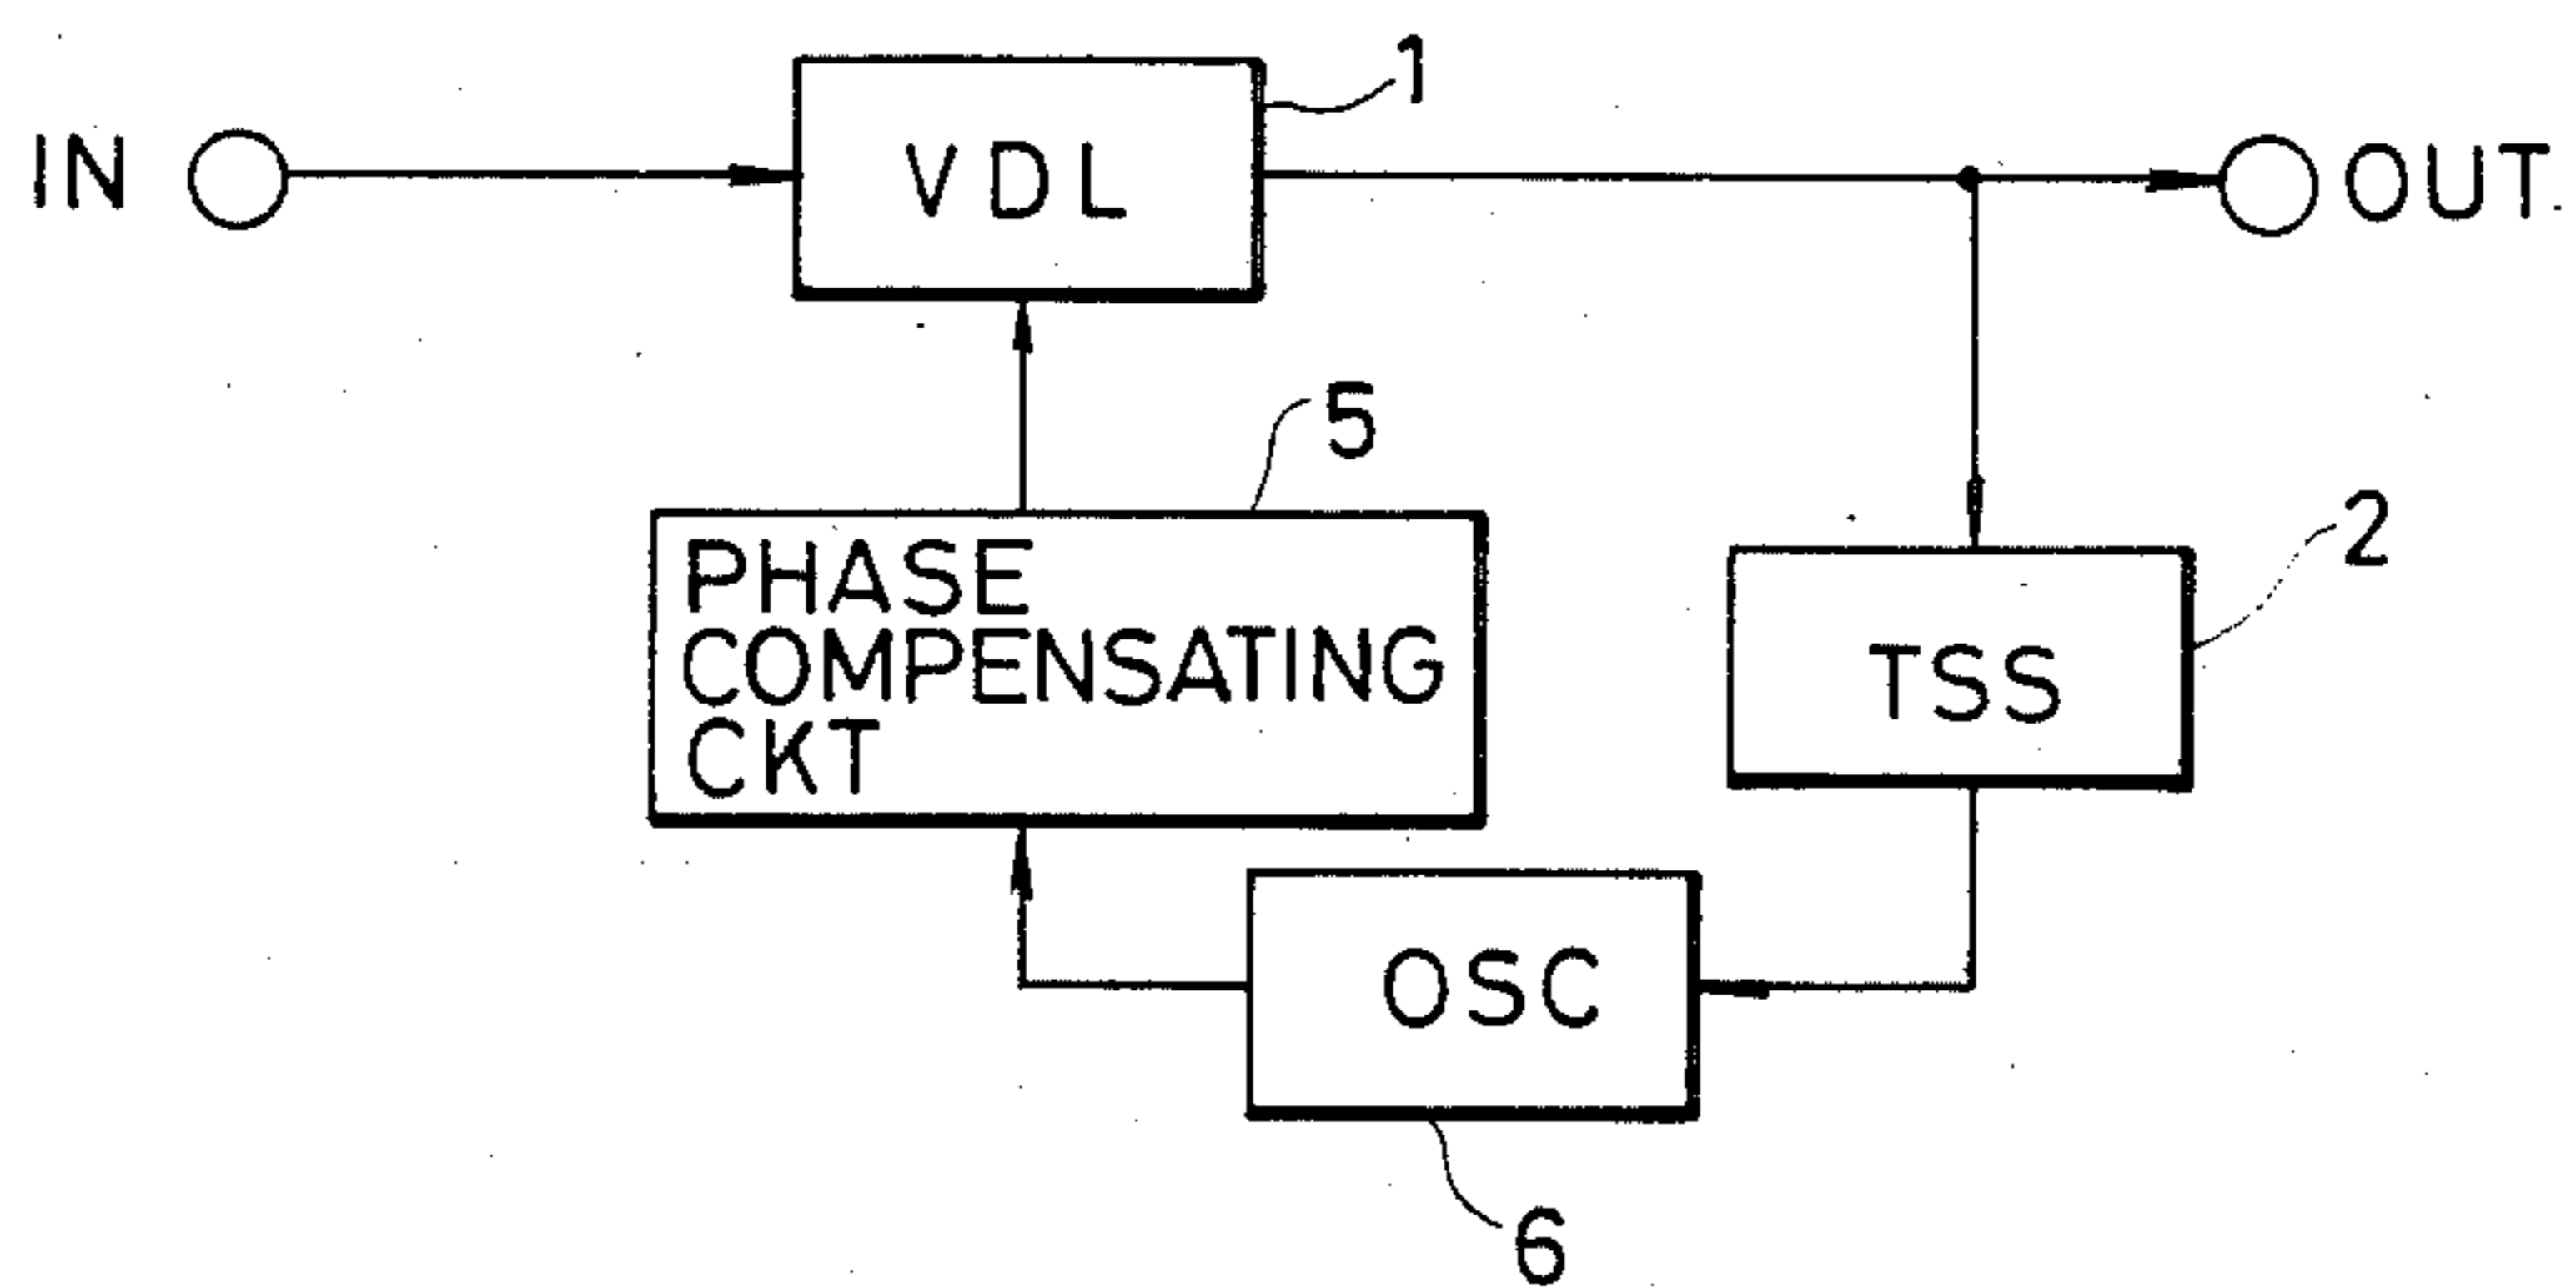 1
IN
VDL
OUT
5
PHASE
COMPENSATING
CKT
2
TSS
OSC
6